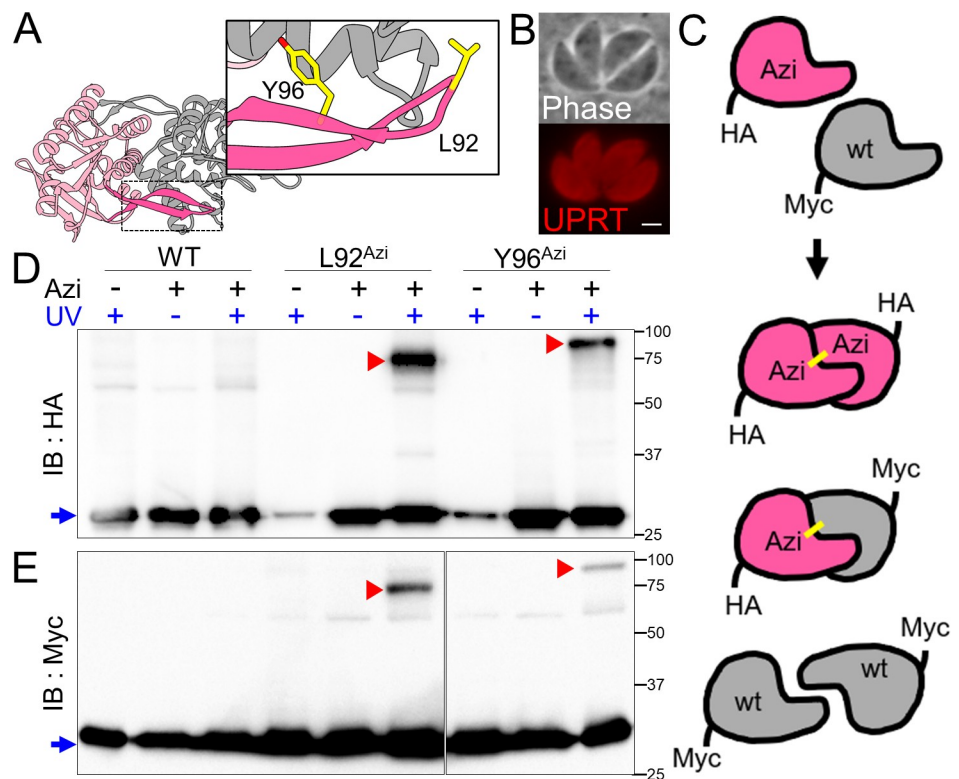 A
Y96
L92
B
Phase
UPRT
C
Azi
HA
wt
Myc
HA
Azi
Azi
HA
Myc
Azi
HA
Myc
wt
wt
Myc
D
WT L92Azi Y96Azi
Azi - + + - + + - + +
UV + - + + - + + - +
IB : HA
100
75
50
37
25
E
IB : Myc
100
75
50
37
25